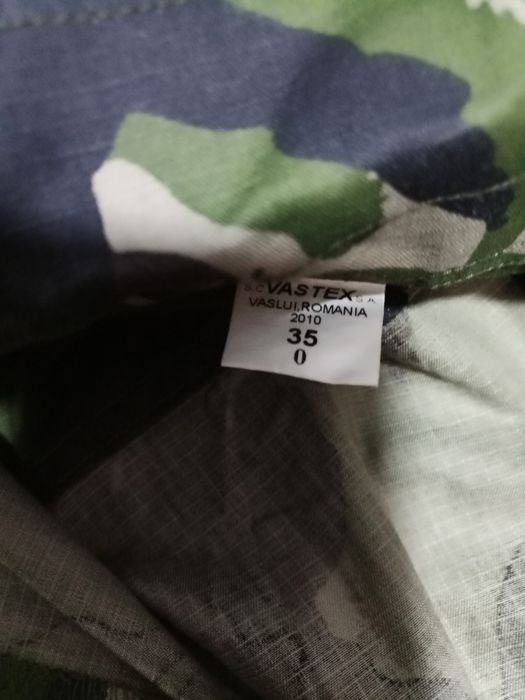 S.C VASTEX S.A.
VASLUI,ROMANIA
2010
35
0